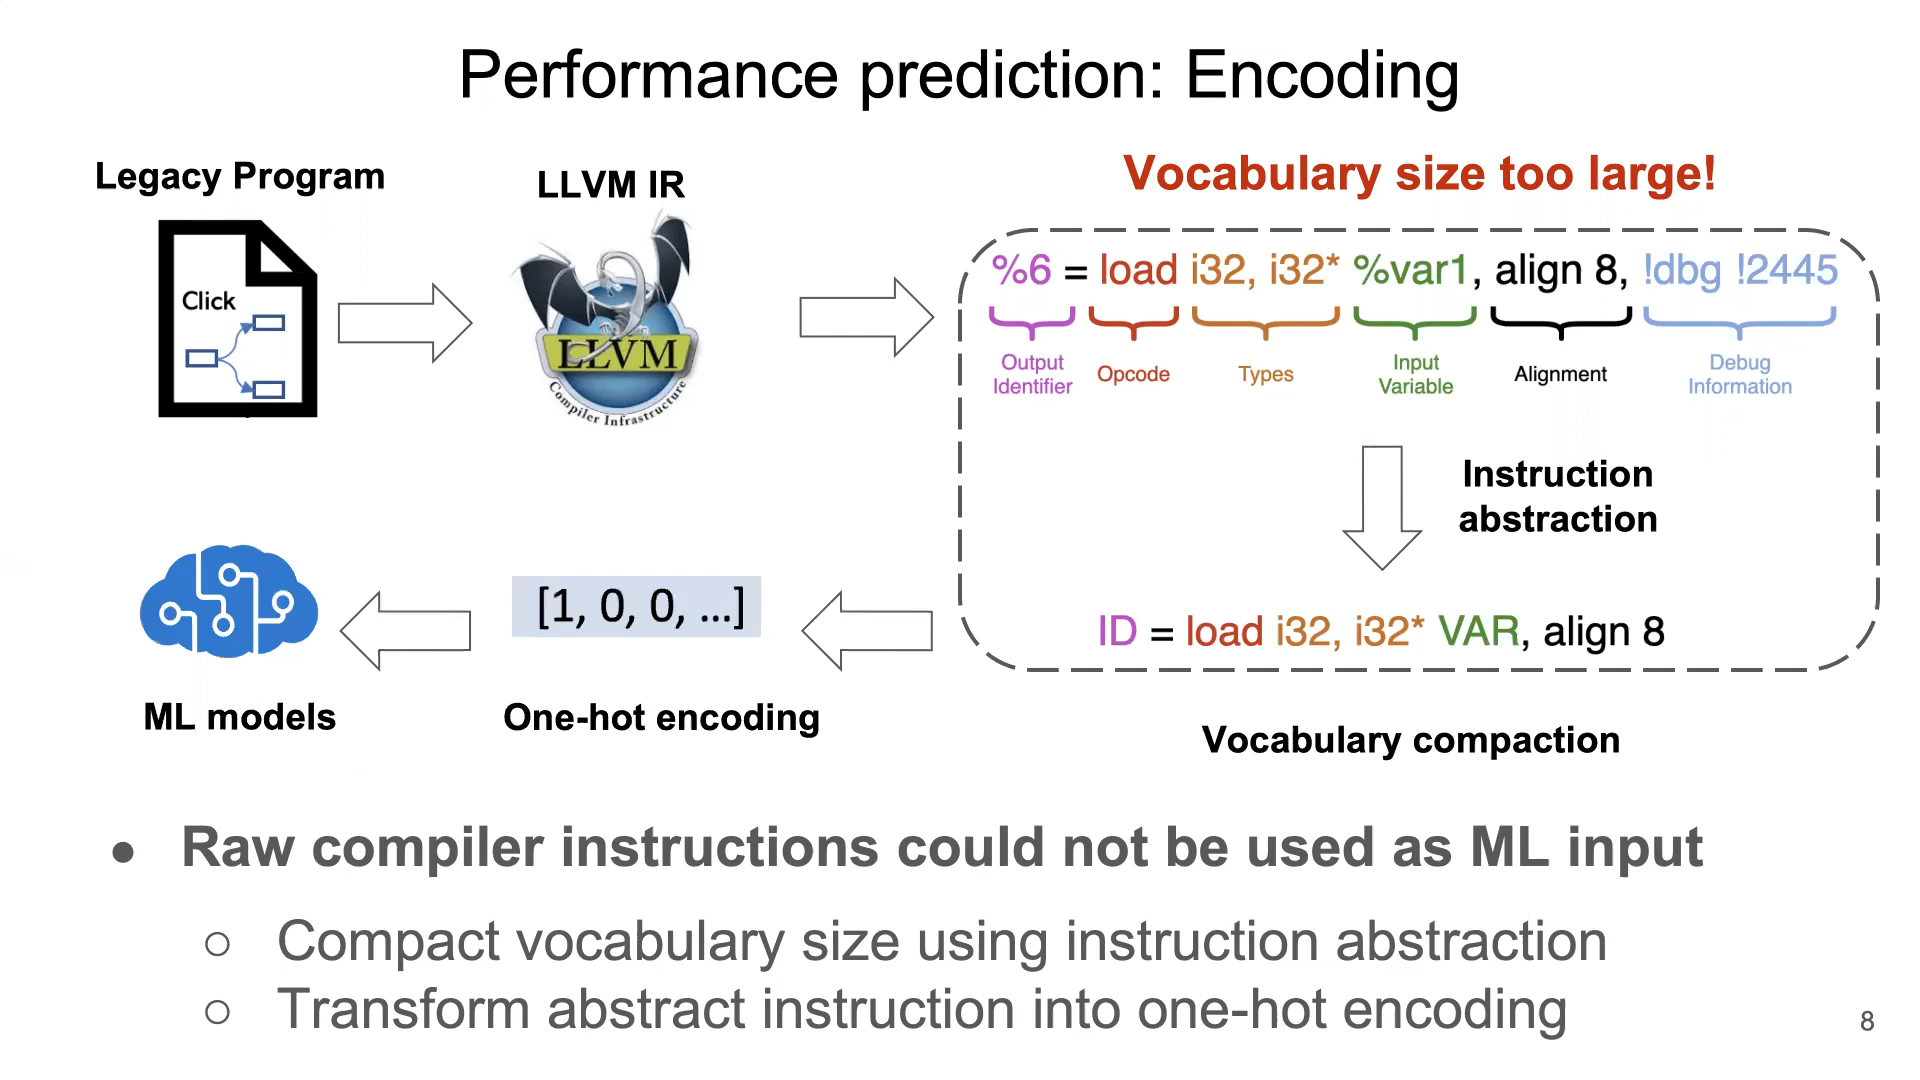 Performance prediction: Encoding
Legacy Program
LLVM IR
Vocabulary size too large!
Click
LLVM
Compiler Infrastructure
%6 = load i32, i32* %var1, align 8, !dbg !2445
Output
Identifier
Opcode
Types
Input
Variable
Alignment
Debug
Information
Instruction
abstraction
ID = load i32, i32* VAR, align 8
[1, 0, 0, ...]
ML models
One-hot encoding
Vocabulary compaction
● Raw compiler instructions could not be used as ML input
○ Compact vocabulary size using instruction abstraction
○ Transform abstract instruction into one-hot encoding
8